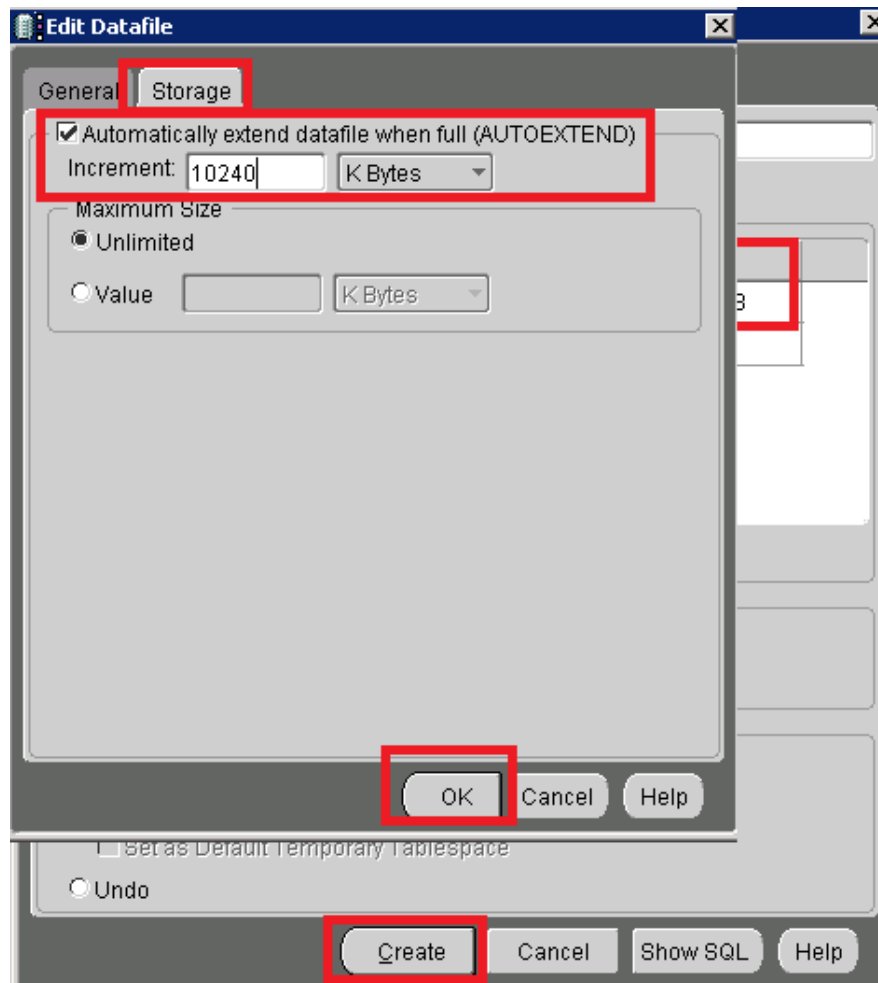 Edit Datafile
General Storage
Automatically extend datafile when full (AUTOEXTEND)
Increment: 10240 K Bytes
Maximum Size
Unlimited
Value K Bytes
OK Cancel Help
Set as Default Temporary Tablespace
Undo
Create Cancel Show SQL Help